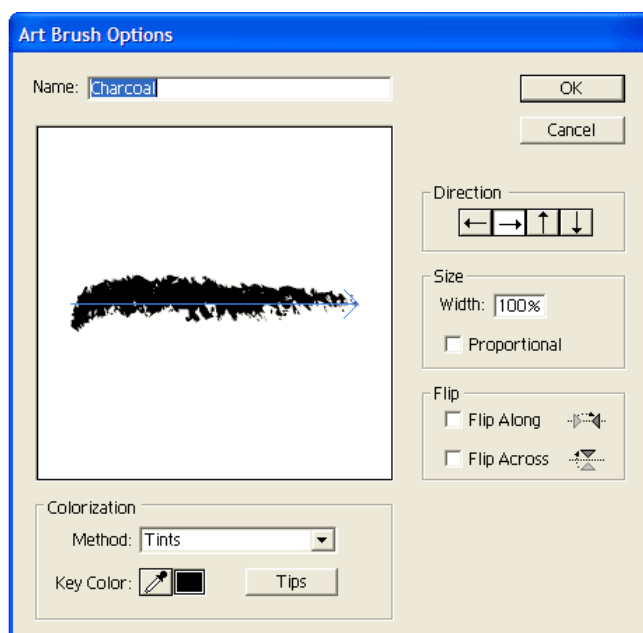 Art Brush Options
Name: Charcoal
OK
Cancel
Direction
Size
Width: 100%
Proportional
Flip
Flip Along
Flip Across
Colorization
Method: Tints
Key Color:
Tips